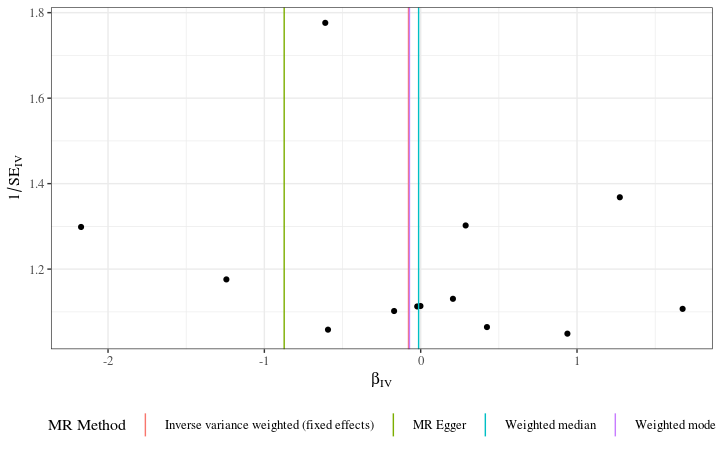 1.8
1.6
1.4
1.2
1/SE_IV
-2 -1 0 1
β_IV
MR Method Inverse variance weighted (fixed effects) MR Egger Weighted median Weighted mode